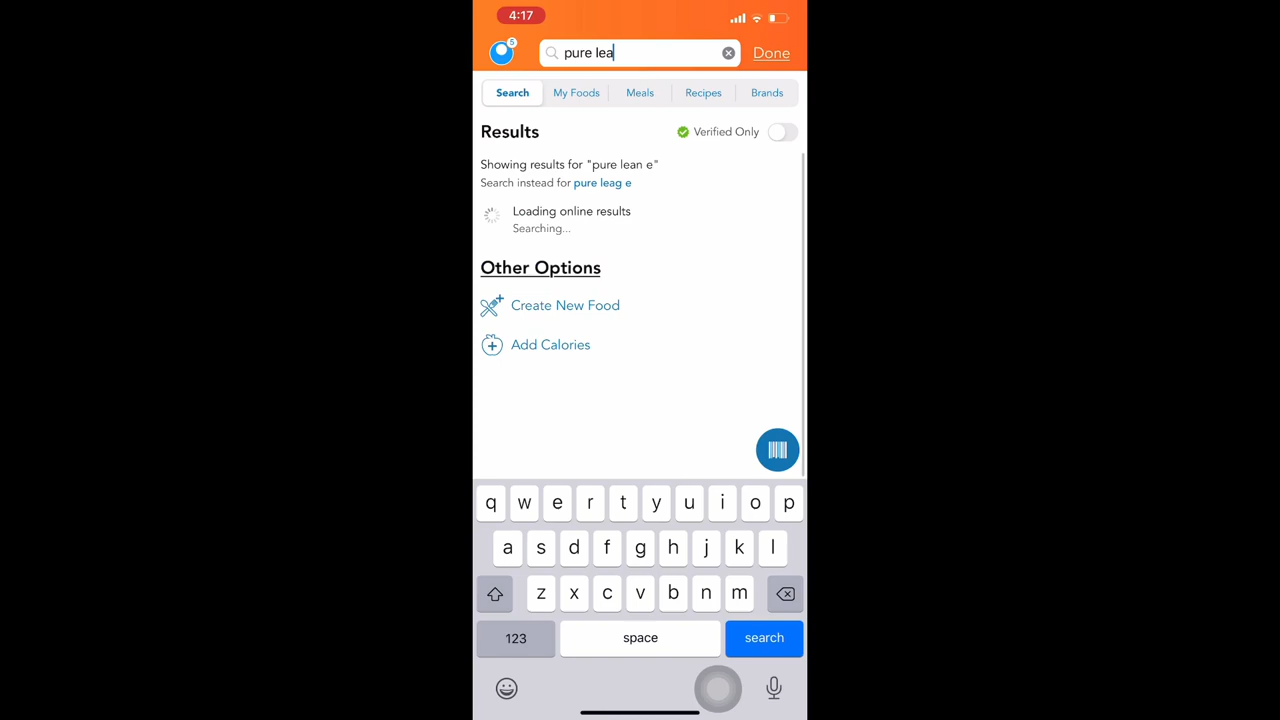 4:17
5
pure lea
Done
Search
My Foods
Meals
Recipes
Brands
Results
Verified Only
Showing results for "pure lean e"
Search instead for pure leag e
Loading online results
Searching...
Other Options
Create New Food
Add Calories
q w e r t y u i o p
a s d f g h j k l
z x c v b n m
123 space search